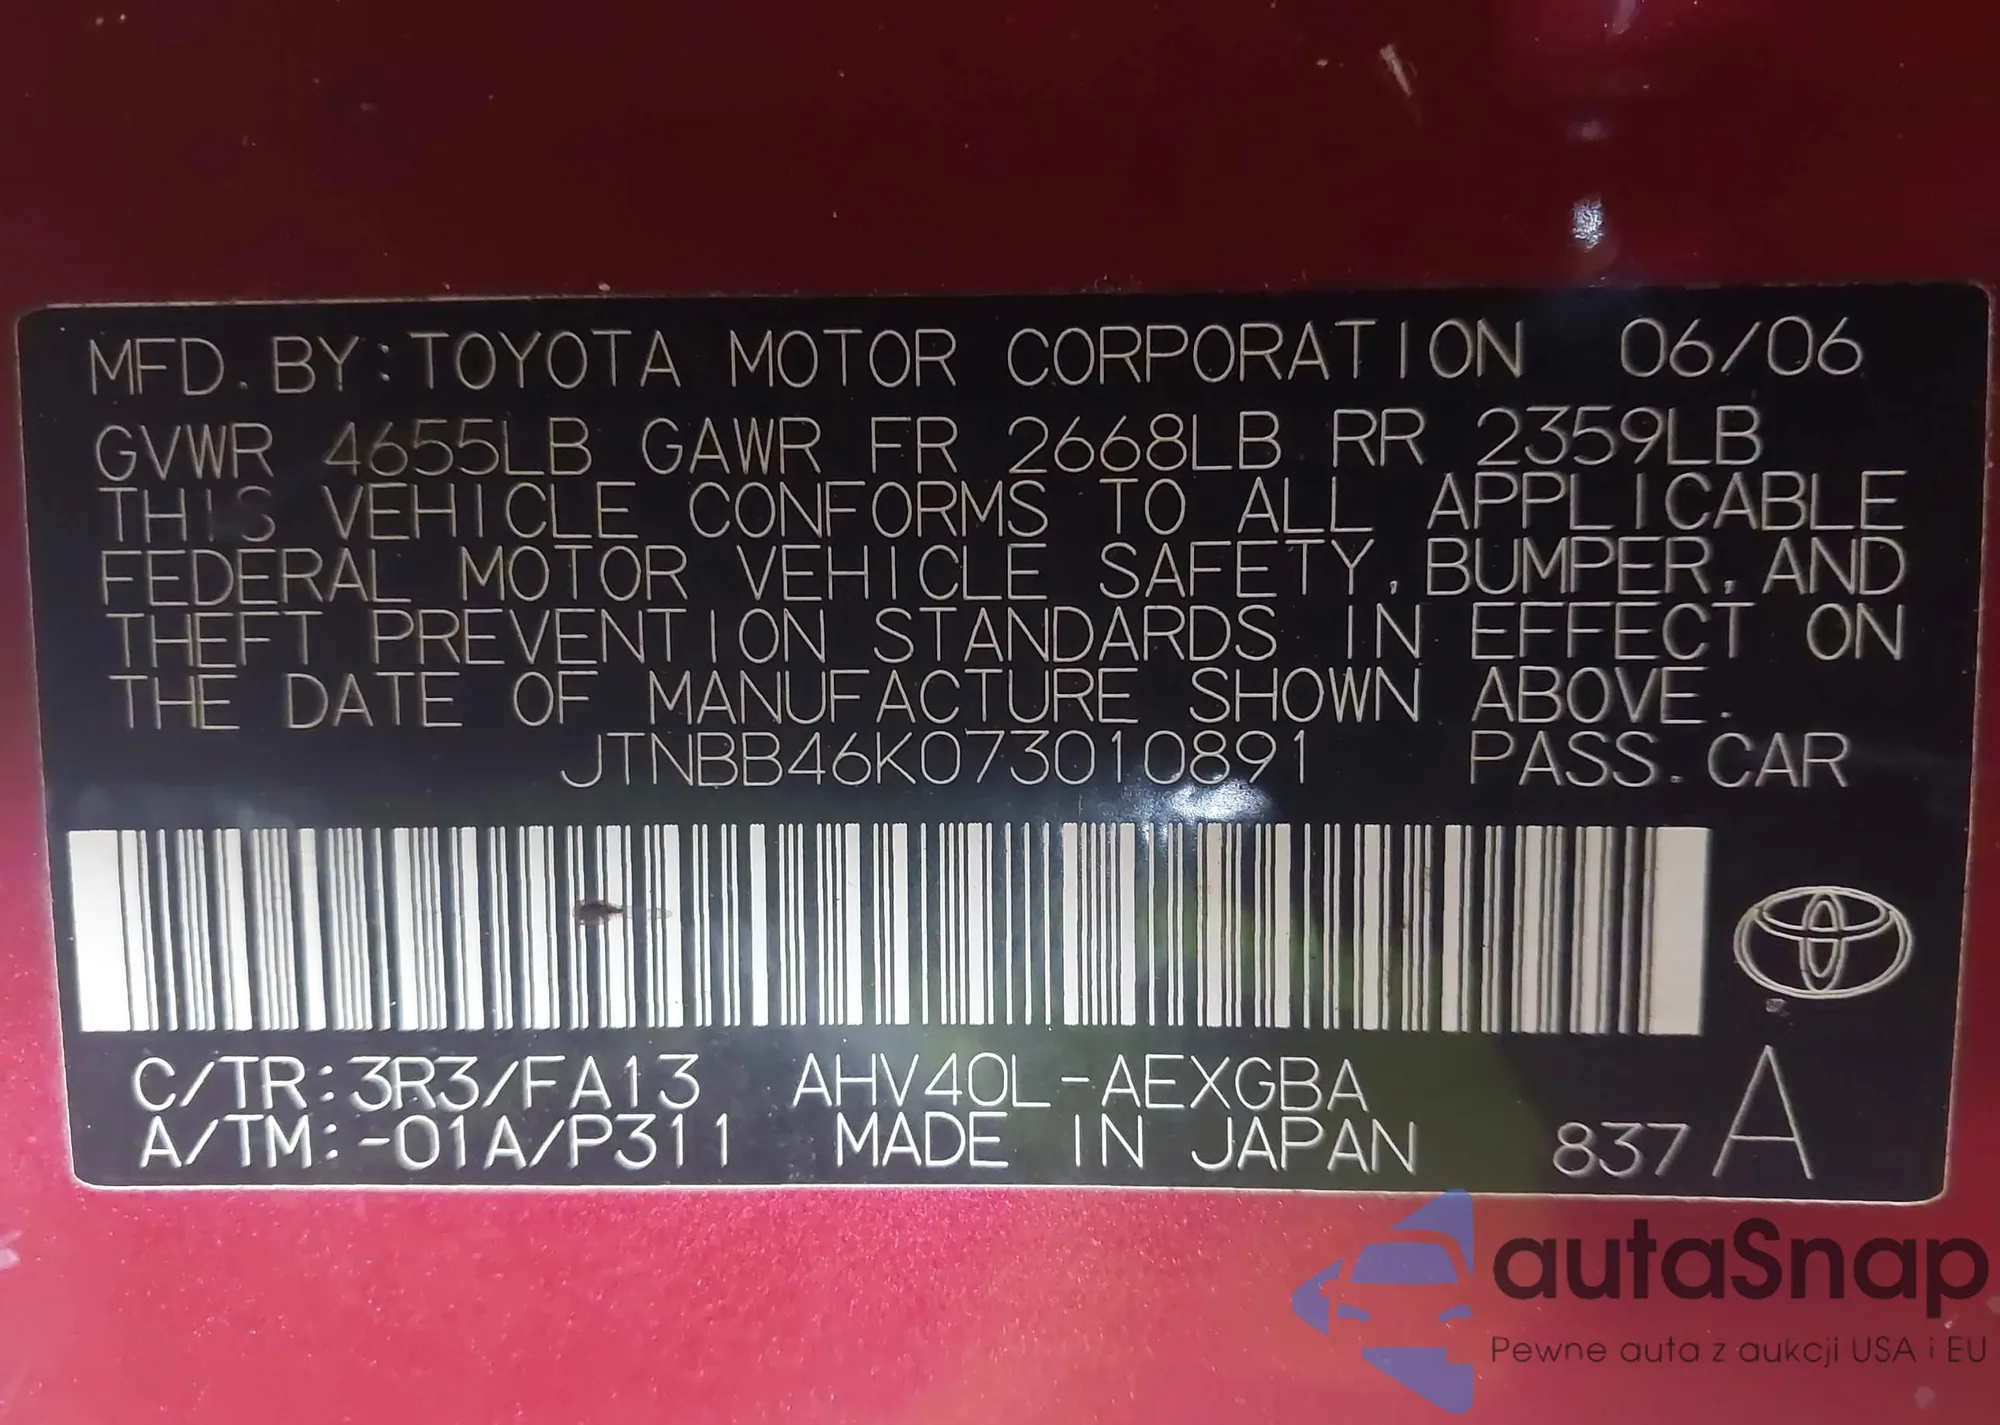 MFD. BY: TOYOTA MOTOR CORPORATION 06/06
GVWR 4655LB GAWR FR 2668LB RR 2359LB
THIS VEHICLE CONFORMS TO ALL APPLICABLE
FEDERAL MOTOR VEHICLE SAFETY, BUMPER, AND
THEFT PREVENTION STANDARDS IN EFFECT ON
THE DATE OF MANUFACTURE SHOWN ABOVE.
JTNBB46K073010891 PASS. CAR
C/TR: 3R3/FA13 AHV40L-AEXGBA
A/TM: -01A/P311 MADE IN JAPAN 837 A
autaSnap
Pewne auta z aukcji USA i EU